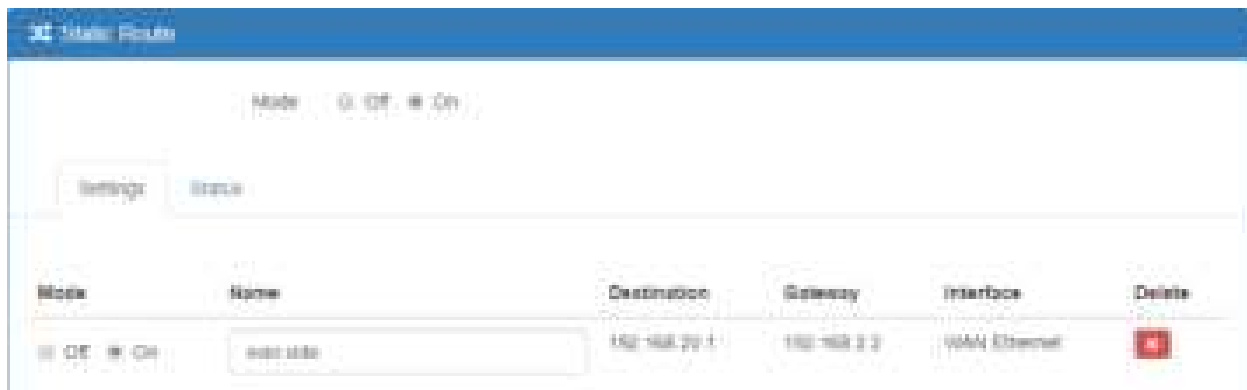 Static Route
Mode Off On
Settings Status
Mode Name Destination Gateway Interface Delete
Off On 192.168.20.1 192.168.2.2 WAN Ethernet